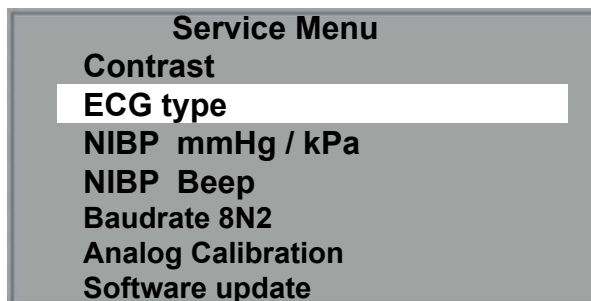 Service Menu
Contrast
ECG type
NIBP mmHg / kPa
NIBP Beep
Baudrate 8N2
Analog Calibration
Software update